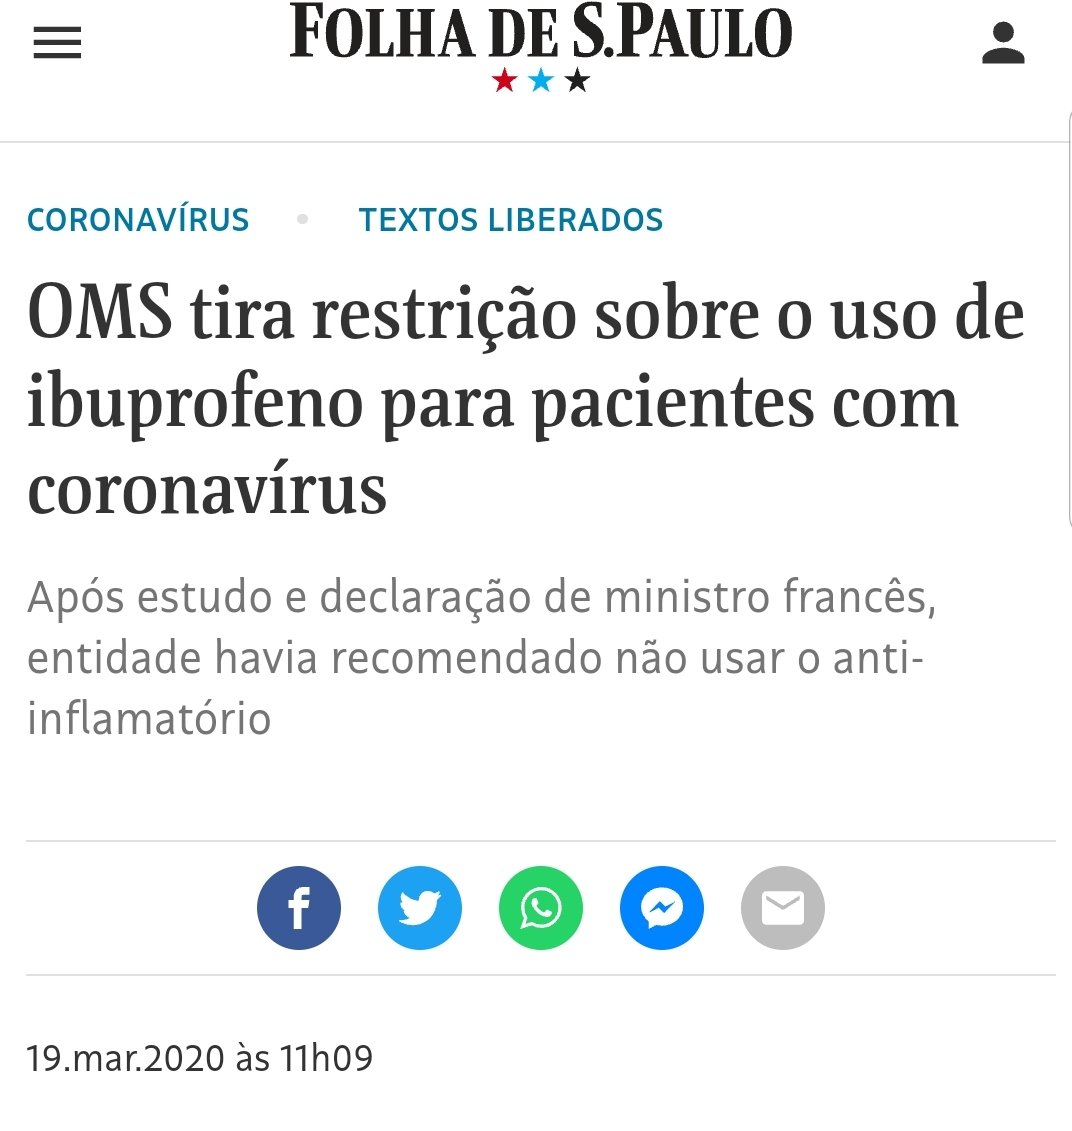 FOLHA DE S.PAULO
CORONAVÍRUS • TEXTOS LIBERADOS
OMS tira restrição sobre o uso de
ibuprofeno para pacientes com
coronavírus
Após estudo e declaração de ministro francês,
entidade havia recomendado não usar o anti-
inflamatório
19.mar.2020 às 11h09